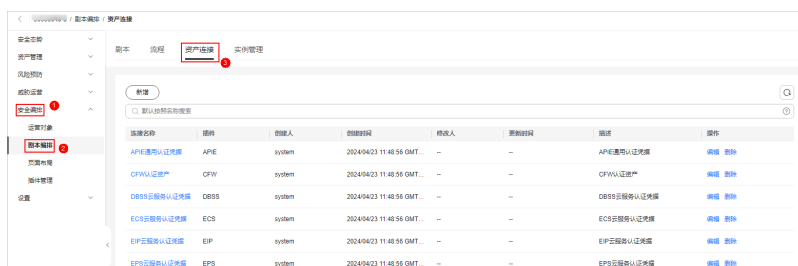 / 剧本编排 / 资产连接
安全态势
资产管理
风险预防
威胁运营
安全编排 1
运营对象
剧本编排 2
页面布局
插件管理
设置
剧本 流程 资产连接 实例管理
3
新增
默认按照名称搜索
连接名称 插件 创建人 创建时间 修改人 更新时间 描述 操作
APIE通用认证凭据 APIE system 2024/04/23 11:48:56 GMT... -- -- APIE通用认证凭据 编辑 删除
CFW认证资产 CFW system 2024/04/23 11:48:56 GMT... -- -- CFW认证资产 编辑 删除
DBSS云服务认证凭据 DBSS system 2024/04/23 11:48:56 GMT... -- -- DBSS云服务认证凭据 编辑 删除
ECS云服务认证凭据 ECS system 2024/04/23 11:48:56 GMT... -- -- ECS云服务认证凭据 编辑 删除
EIP云服务认证凭据 EIP system 2024/04/23 11:48:56 GMT... -- -- EIP云服务认证凭据 编辑 删除
EPS云服务认证凭据 EPS system 2024/04/23 11:48:56 GMT... -- -- EPS云服务认证凭据 编辑 删除